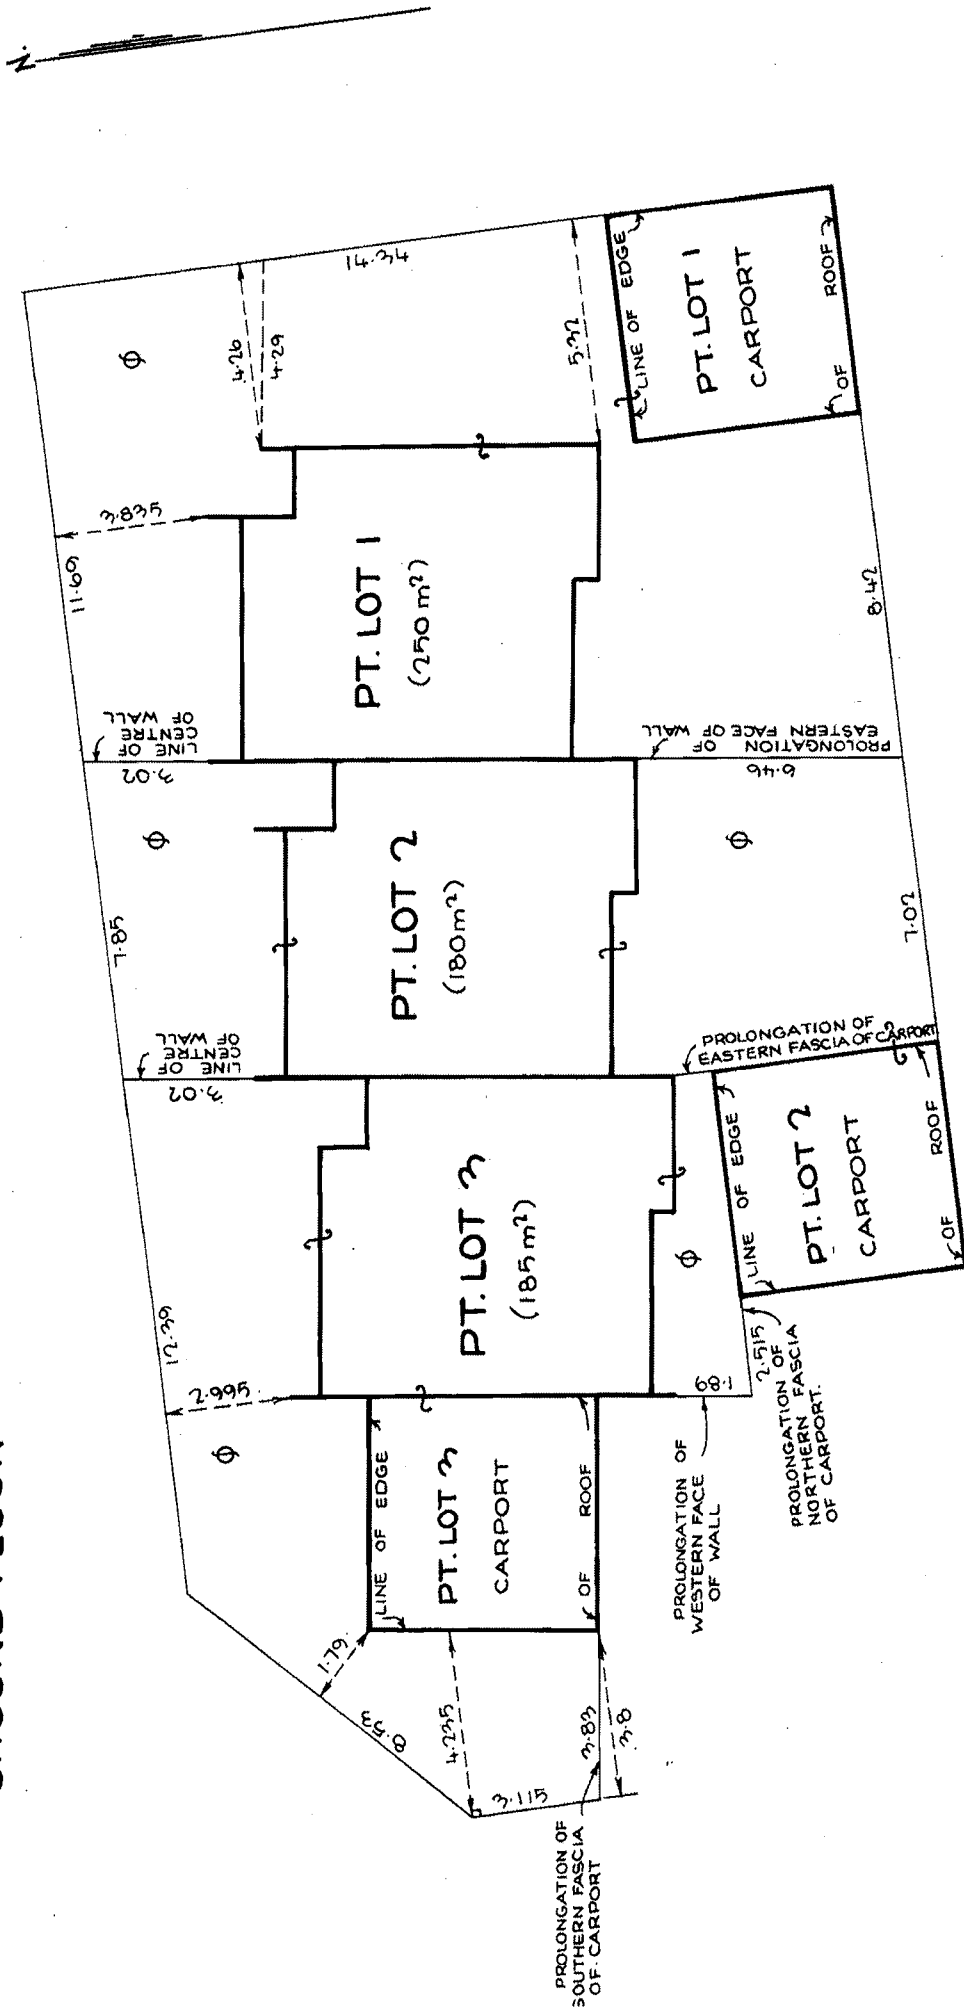 GROUND FLOOR
N.
11.69
3.835
4.26
4.29
5.32
PT. LOT 1
(250 m²)
LINE OF EDGE
OF ROOF
PT. LOT 1
CARPORT
8.42
LINE OF
CENTRE
OF WALL
3.02
PROLONGATION OF
EASTERN FACE OF WALL
6.46
7.85
PT. LOT 2
(180 m²)
7.02
LINE OF
CENTRE
OF WALL
3.02
PROLONGATION OF
EASTERN FASCIA OF CARPORT
LINE OF EDGE
OF ROOF
PT. LOT 2
CARPORT
12.39
2.995
PT. LOT 3
(185 m²)
1.89
2.515
PROLONGATION OF
NORTHERN FASCIA
OF CARPORT.
PROLONGATION OF
WESTERN FACE
OF WALL
LINE OF EDGE
OF ROOF
PT. LOT 3
CARPORT
1.79
8.53
4.235
3.83
3.8
3.115
PROLONGATION OF
SOUTHERN FASCIA
OF CARPORT